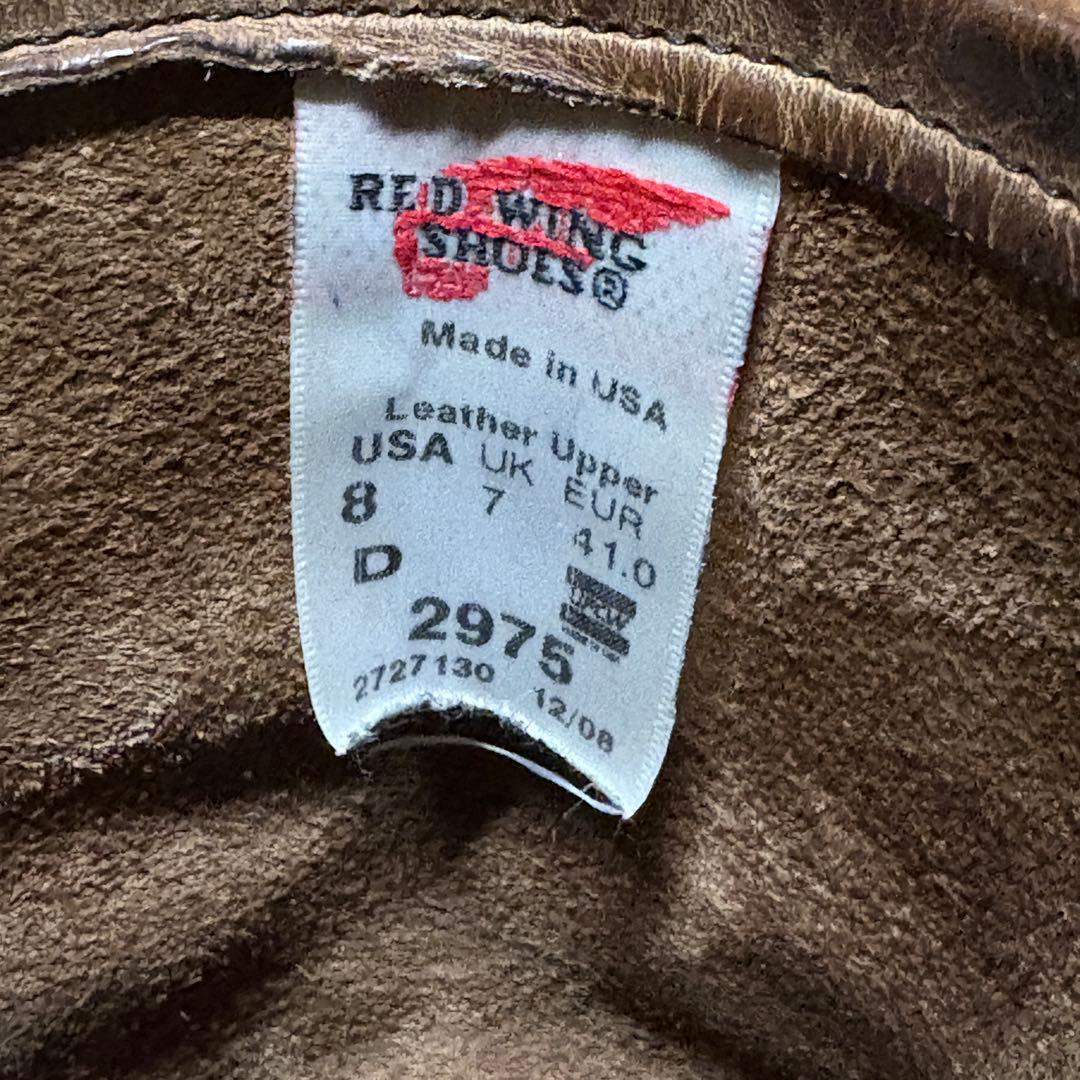 RED WING
SHOES®
Made in USA
Leather Upper
USA UK EUR
8 7 41.0
D
UFCW
2975
2727130 12/08